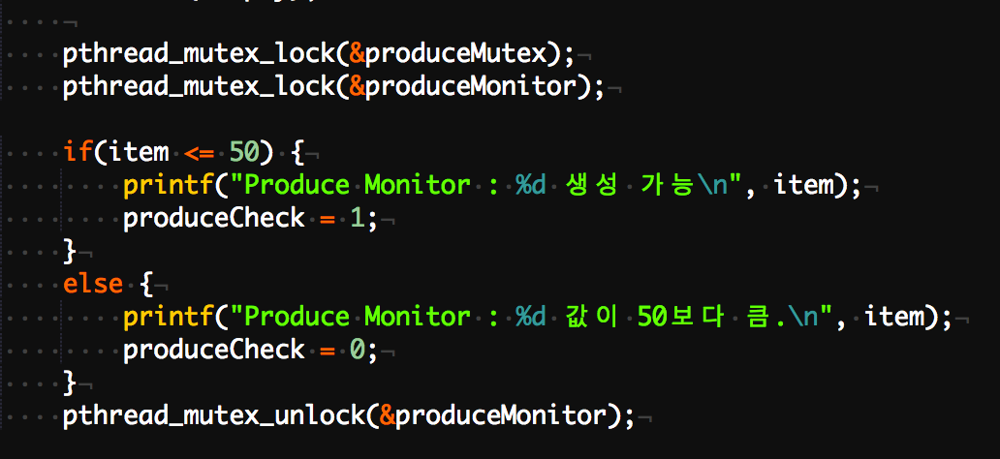 pthread_mutex_lock(&produceMutex);
pthread_mutex_lock(&produceMonitor);
if(item <= 50) {
printf("Produce Monitor : %d 생성 가능\n", item);
produceCheck = 1;
}
else {
printf("Produce Monitor : %d 값이 50보다 큼.\n", item);
produceCheck = 0;
}
pthread_mutex_unlock(&produceMonitor);